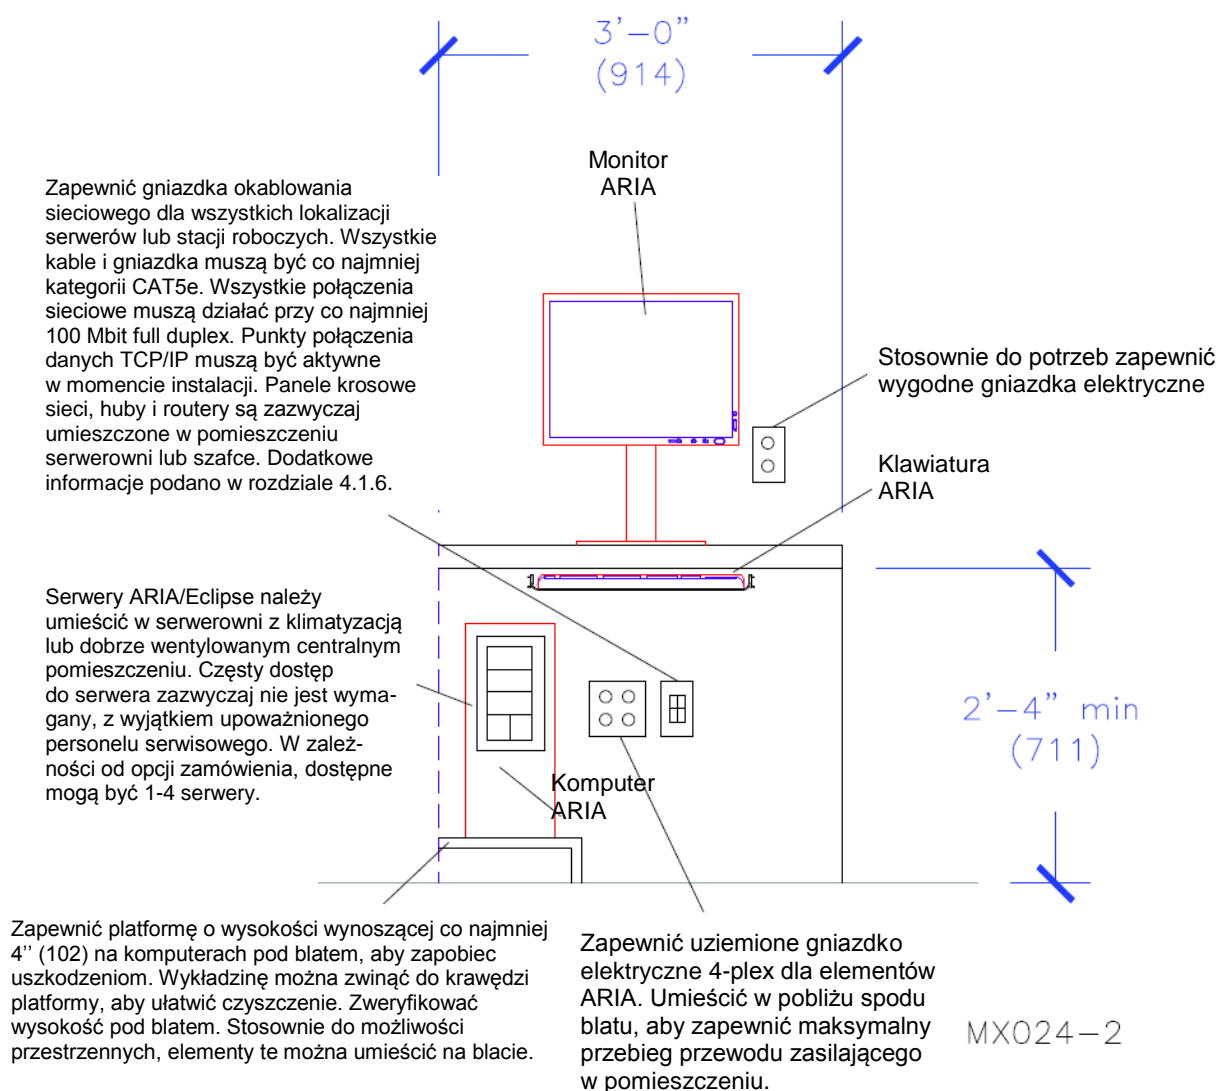 3’-0”
(914)
Monitor
ARIA
Zapewnić gniazdka okablowania
sieciowego dla wszystkich lokalizacji
serwerów lub stacji roboczych. Wszystkie
kable i gniazdka muszą być co najmniej
kategorii CAT5e. Wszystkie połączenia
sieciowe muszą działać przy co najmniej
100 Mbit full duplex. Punkty połączenia
danych TCP/IP muszą być aktywne
w momencie instalacji. Panele krosowe
sieci, huby i routery są zazwyczaj
umieszczone w pomieszczeniu
serwerowni lub szafce. Dodatkowe
informacje podano w rozdziale 4.1.6.
Stosownie do potrzeb zapewnić
wygodne gniazdka elektryczne
Klawiatura
ARIA
Serwery ARIA/Eclipse należy
umieścić w serwerowni z klimatyzacją
lub dobrze wentylowanym centralnym
pomieszczeniu. Częsty dostęp
do serwera zazwyczaj nie jest wyma-
gany, z wyjątkiem upoważnionego
personelu serwisowego. W zależ-
ności od opcji zamówienia, dostępne
mogą być 1-4 serwery.
2’-4” min
(711)
Komputer
ARIA
Zapewnić platformę o wysokości wynoszącej co najmniej
4’’ (102) na komputerach pod blatem, aby zapobiec
uszkodzeniom. Wykładzinę można zwinąć do krawędzi
platformy, aby ułatwić czyszczenie. Zweryfikować
wysokość pod blatem. Stosownie do możliwości
przestrzennych, elementy te można umieścić na blacie.
Zapewnić uziemione gniazdko
elektryczne 4-plex dla elementów
ARIA. Umieścić w pobliżu spodu
blatu, aby zapewnić maksymalny
przebieg przewodu zasilającego
w pomieszczeniu.
MX024-2